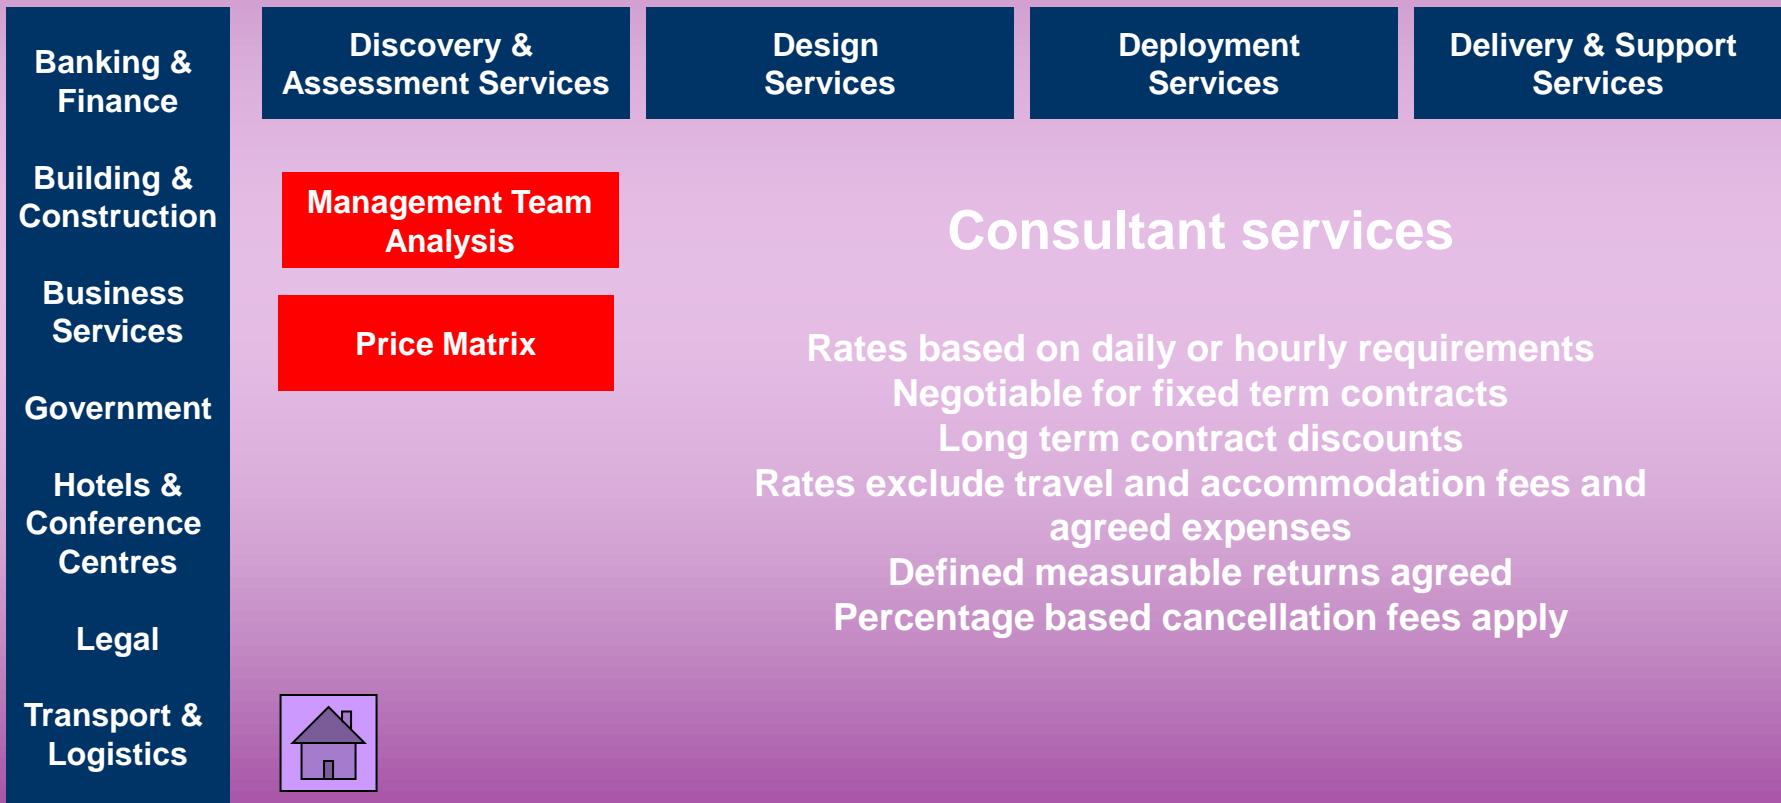 Banking &
Finance
Building &
Construction
Business
Services
Government
Hotels &
Conference
Centres
Legal
Transport &
Logistics
Discovery &
Assessment Services
Design
Services
Deployment
Services
Delivery & Support
Services
Management Team
Analysis
Price Matrix
Consultant services
Rates based on daily or hourly requirements
Negotiable for fixed term contracts
Long term contract discounts
Rates exclude travel and accommodation fees and
agreed expenses
Defined measurable returns agreed
Percentage based cancellation fees apply